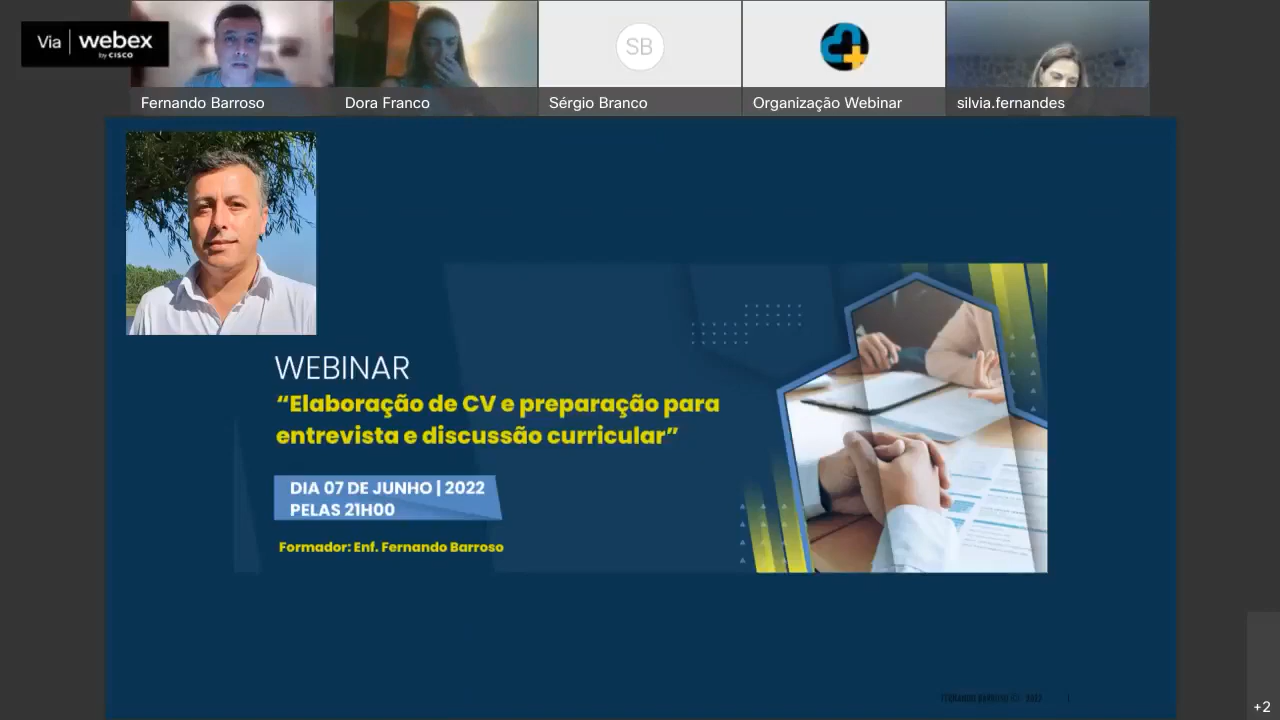 Via | webex
by CISCO
Fernando Barroso
Dora Franco
SB
Sérgio Branco
Organização Webinar
silvia.fernandes
WEBINAR
“Elaboração de CV e preparação para
entrevista e discussão curricular”
DIA 07 DE JUNHO | 2022
PELAS 21H00
Formador: Enf. Fernando Barroso
+2